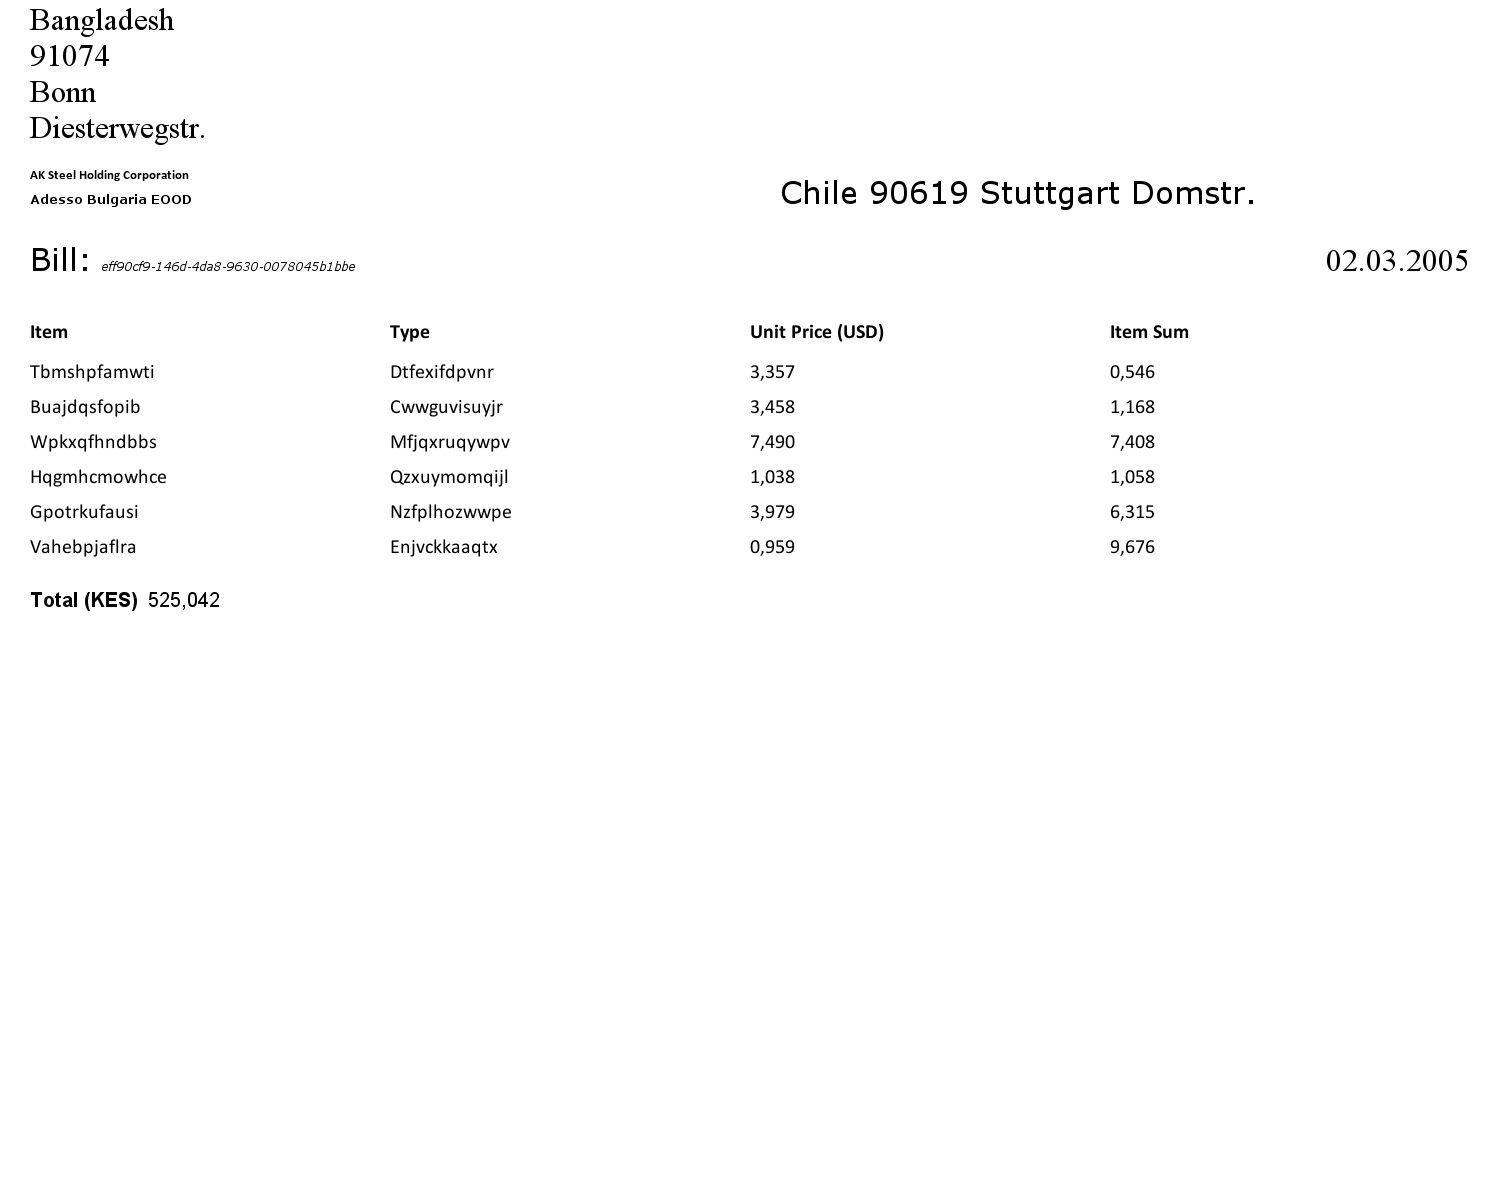 Bangladesh
91074
Bonn
Diesterwegstr.
AK Steel Holding Corporation
Adesso Bulgaria EOOD
Chile 90619 Stuttgart Domstr.
Bill: eff90cf9-146d-4da8-9630-0078045b1bbe 02.03.2005
Item Type Unit Price (USD) Item Sum
Tbmshpfamwti Dtfexifdpvnr 3,357 0,546
Buajdqsfopib Cwwguvisuyjr 3,458 1,168
Wpkxqfhndbbs Mfjqxruqywpv 7,490 7,408
Hqgmhcmowhce Qzxuymomqijl 1,038 1,058
Gpotrkufausi Nzfplhozwwpe 3,979 6,315
Vahebpjaflra Enjvckkaaqtx 0,959 9,676
Total (KES) 525,042